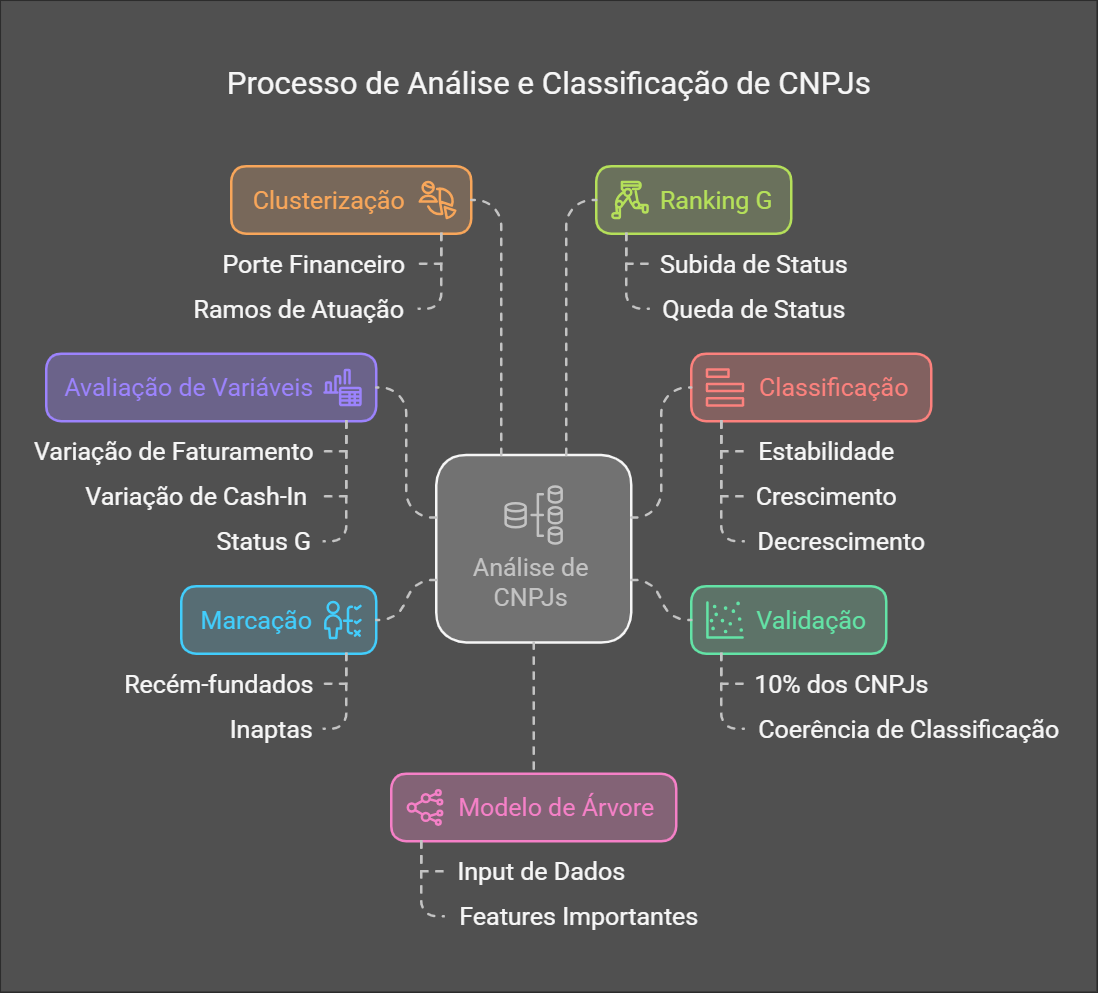 Processo de Análise e Classificação de CNPJs
Clusterização
Porte Financeiro
Ramos de Atuação
Ranking G
Subida de Status
Queda de Status
Avaliação de Variáveis
Variação de Faturamento
Variação de Cash-In
Status G
Classificação
Estabilidade
Crescimento
Decrescimento
Análise de
CNPJs
Marcação
Recém-fundados
Inaptas
Validação
10% dos CNPJs
Coerência de Classificação
Modelo de Árvore
Input de Dados
Features Importantes